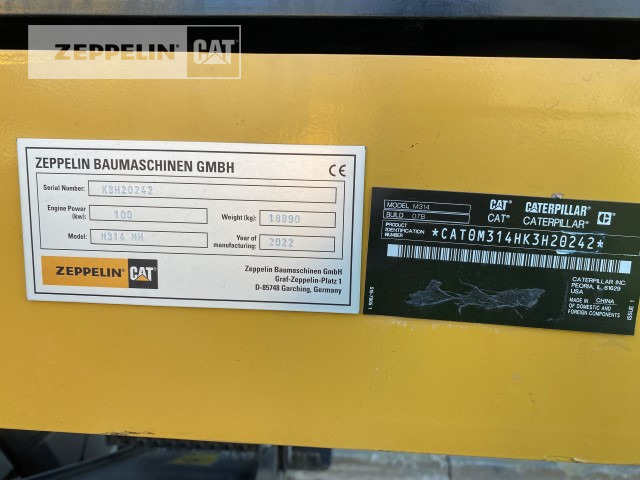 ZEPPELIN CAT
ZEPPELIN BAUMASCHINEN GMBH CE
Serial Number: K3H20242
Engine Power (kw): 100 Weight (kg): 18890
Model: M314 MH Year of manufacturing: 2022
ZEPPELIN CAT
Zeppelin Baumaschinen GmbH
Graf-Zeppelin-Platz 1
D-85748 Garching, Germany
MODEL M314
BUILD 07B
CAT CATERPILLAR
CAT® CATERPILLAR®
PRODUCT IDENTIFICATION NUMBER
*CAT0M314HK3H20242*
CATERPILLAR INC.
PEORIA, IL 61629
USA
MADE IN CHINA
OF DOMESTIC AND
FOREIGN COMPONENTS
ISSUE 1